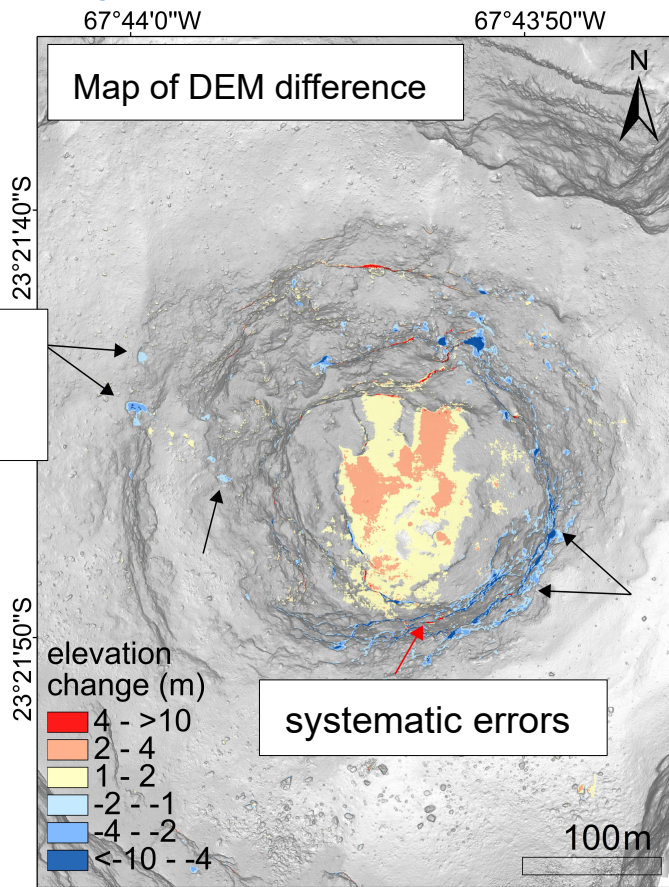 67°44'0"W
67°43'50"W
Map of DEM difference
N
23°21'40"S
23°21'50"S
elevation
change (m)
4 - >10
2 - 4
1 - 2
-2 - -1
-4 - -2
<-10 - -4
systematic errors
100m